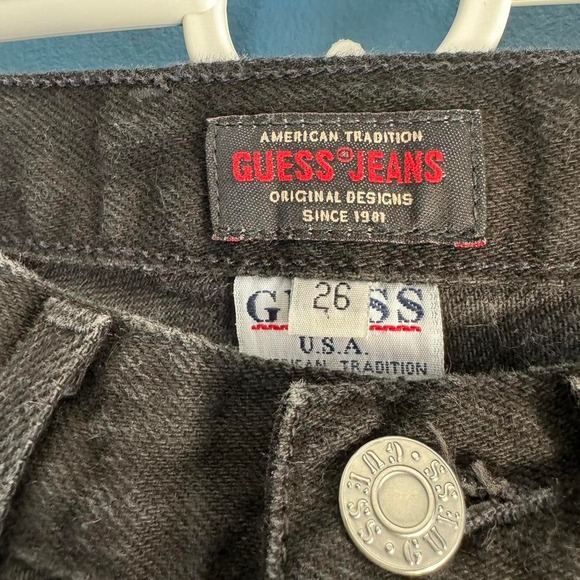 AMERICAN TRADITION
GUESS JEANS
ORIGINAL DESIGNS
SINCE 1981
G 26 SS
U.S.A.
TRADITION
GUESS • GUESS •